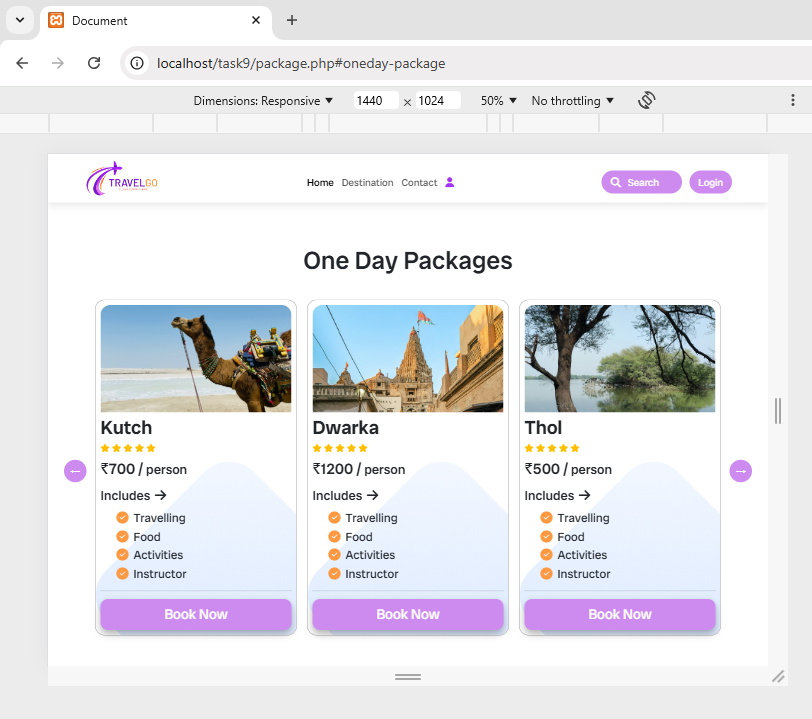 Document
localhost/task9/package.php#oneday-package
Dimensions: Responsive 1440 × 1024 50% No throttling
TRAVELGO
Home Destination Contact Search Login
One Day Packages
Kutch
₹700 / person
Includes →
Travelling
Food
Activities
Instructor
Book Now
Dwarka
₹1200 / person
Includes →
Travelling
Food
Activities
Instructor
Book Now
Thol
₹500 / person
Includes →
Travelling
Food
Activities
Instructor
Book Now